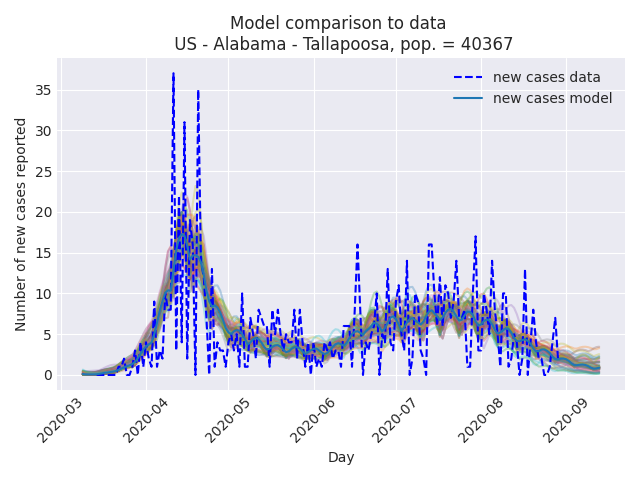 Model comparison to data
US - Alabama - Tallapoosa, pop. = 40367
new cases data
new cases model
Number of new cases reported
35
30
25
20
15
10
5
0
2020-03
2020-04
2020-05
2020-06
2020-07
2020-08
2020-09
Day